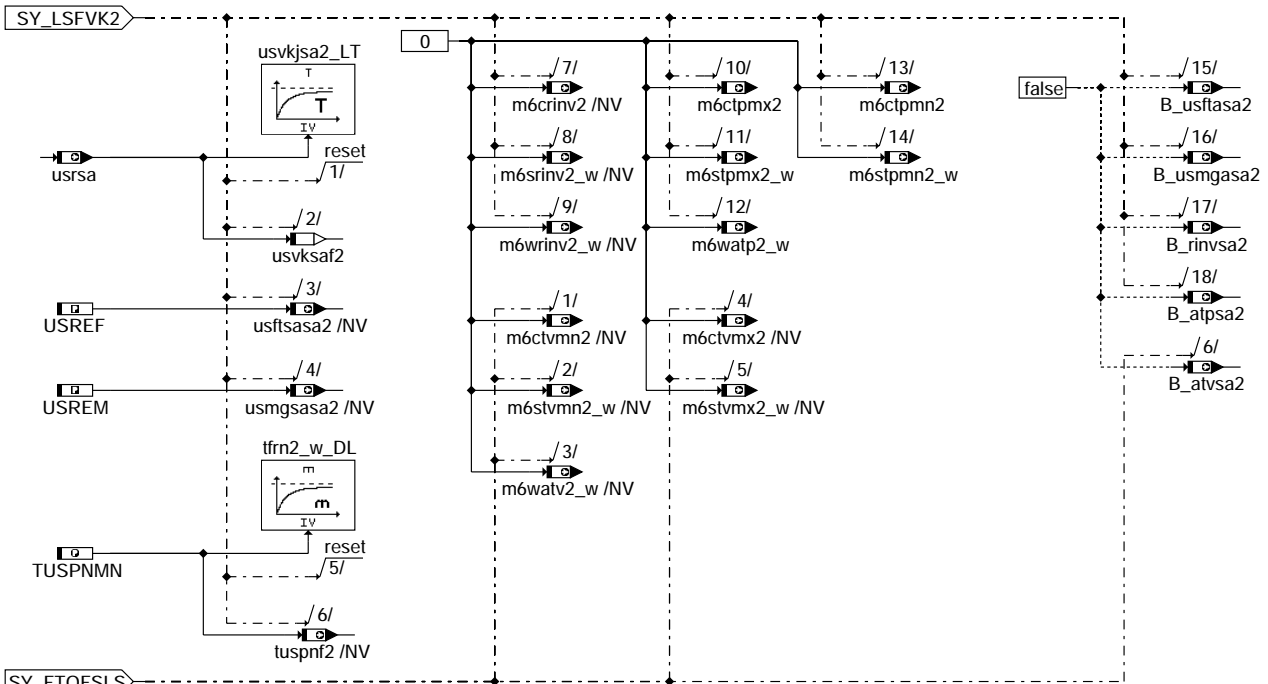 SY_LSFVK2
usvkjsa2_LT
T
T
IV
usrsa
reset
1/
2/
usvksaf2
USREF
3/
usftsasa2 /NV
USREM
4/
usmgsasa2 /NV
tfrn2_w_DL
m
m
IV
TUSPNMN
reset
5/
6/
tuspnf2 /NV
SY_FTOFSLS
0
7/
m6crinv2 /NV
8/
m6srinv2_w /NV
9/
m6wrinv2_w /NV
1/
m6ctvmn2 /NV
2/
m6stvmn2_w /NV
3/
m6watv2_w /NV
10/
m6ctpmx2
11/
m6stpmx2_w
12/
m6watp2_w
4/
m6ctvmx2 /NV
5/
m6stvmx2_w /NV
13/
m6ctpmn2
14/
m6stpmn2_w
false
15/
B_usftasa2
16/
B_usmgasa2
17/
B_rinvsa2
18/
B_atpsa2
6/
B_atvsa2